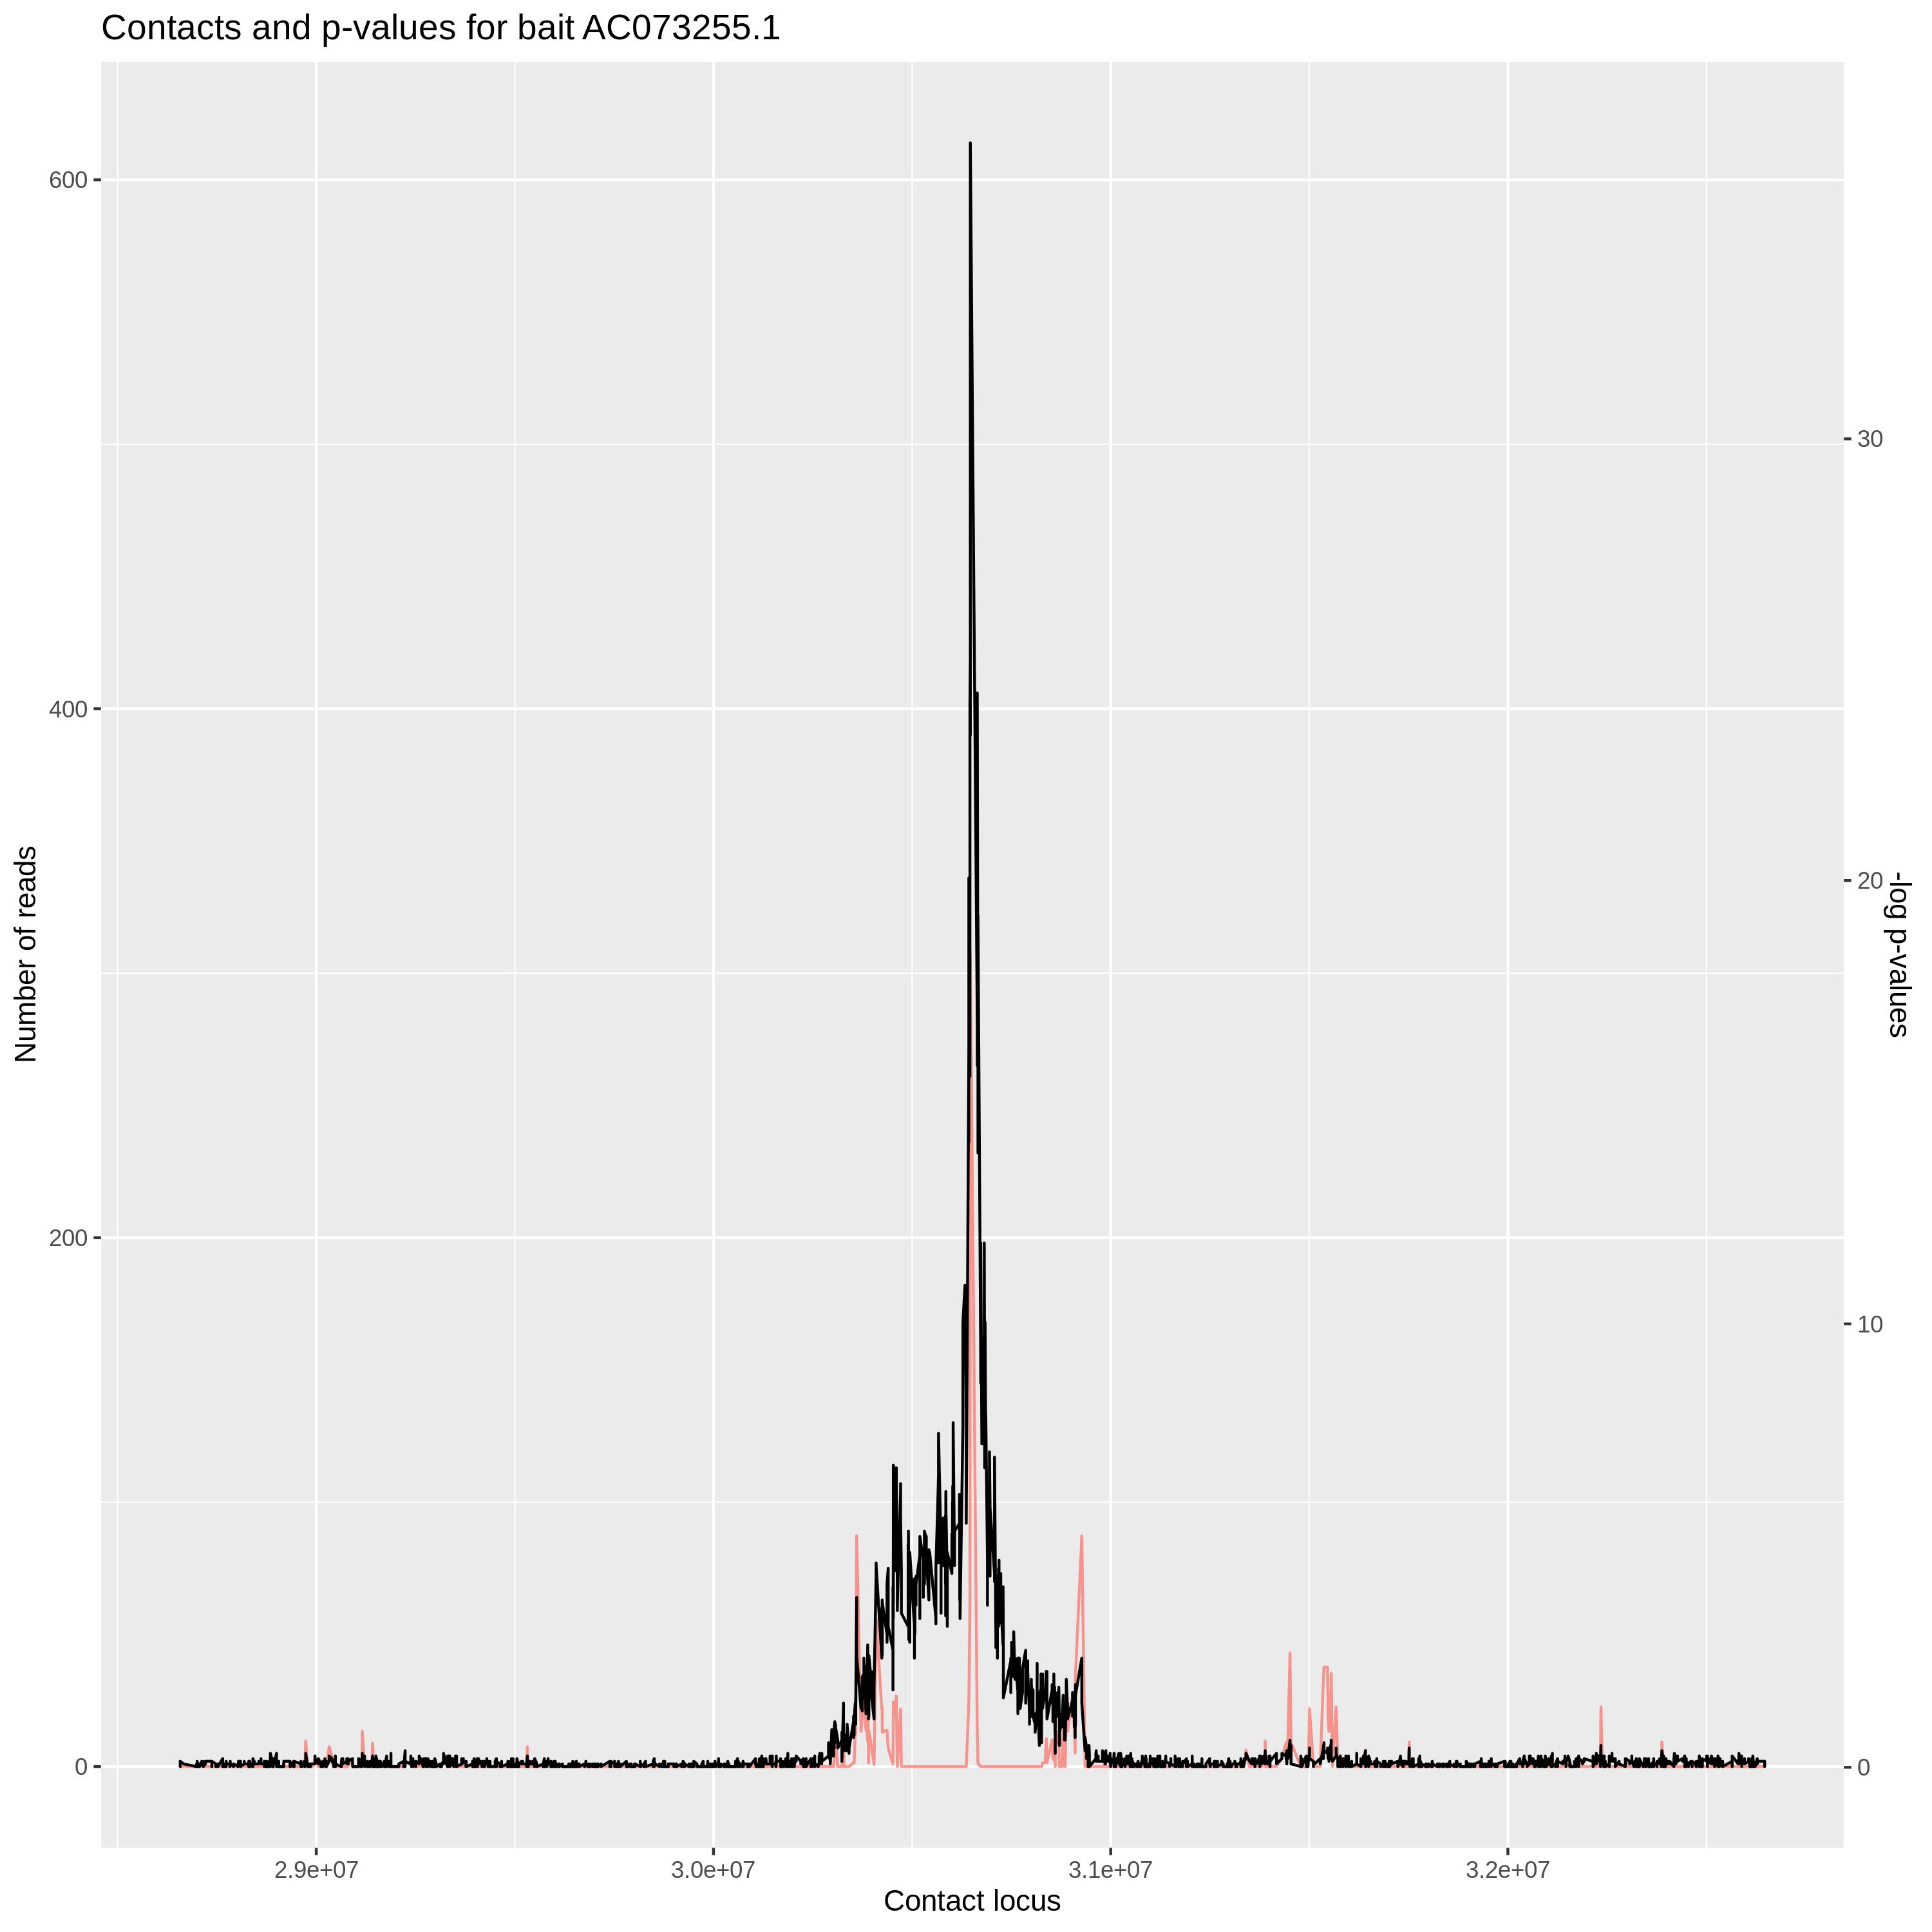 Contacts and p-values for bait AC073255.1
600
400
200
0
Number of reads
30
20
10
0
-log p-values
2.9e+07
3.0e+07
3.1e+07
3.2e+07
Contact locus